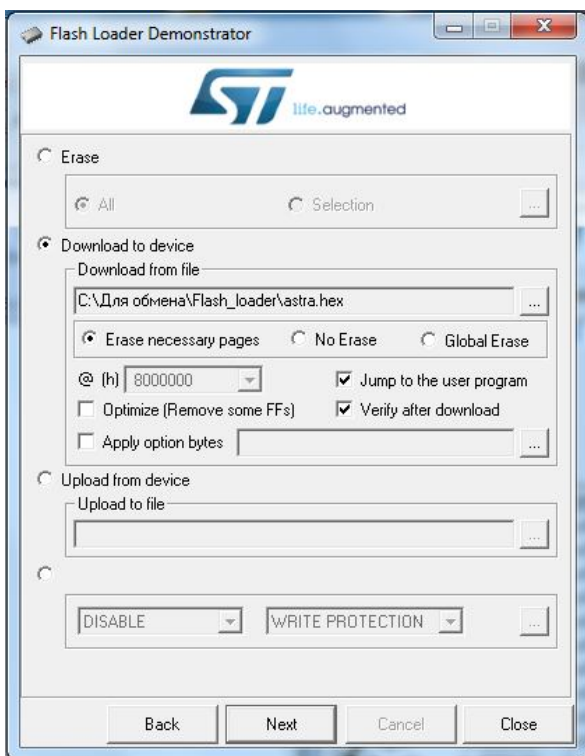 Flash Loader Demonstrator
ST life.augmented
Erase
All Selection ...
Download to device
Download from file
C:\Для обмена\Flash_loader\astra.hex ...
Erase necessary pages No Erase Global Erase
@ (h) 8000000 Jump to the user program
Optimize (Remove some FFs) Verify after download
Apply option bytes ...
Upload from device
Upload to file
...
DISABLE WRITE PROTECTION ...
Back Next Cancel Close